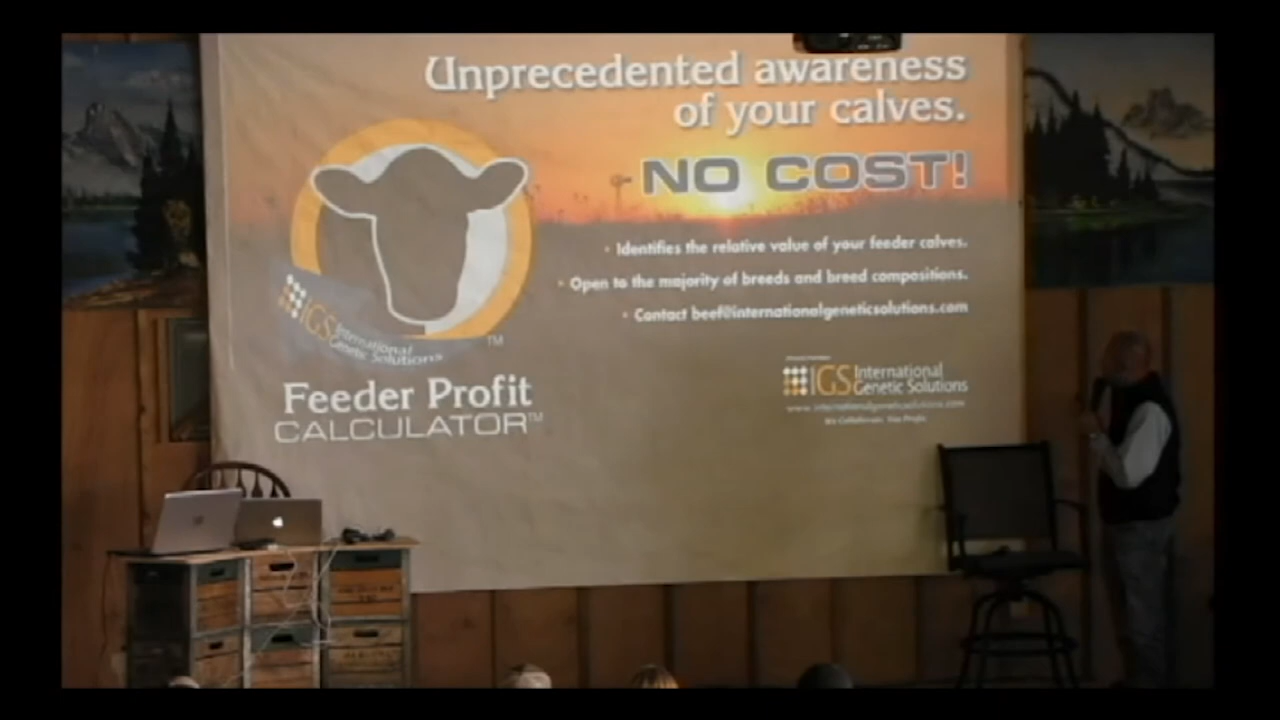 Unprecedented awareness
of your calves.
NO COST!
• Identifies the relative value of your feeder calves.
• Open to the majority of breeds and breed compositions.
• Contact beef@internationalgeneticsolutions.com
IGS International
Genetic Solutions
TM
Feeder Profit
CALCULATOR™
IGS International
Genetic Solutions
www.internationalgeneticsolutions.com